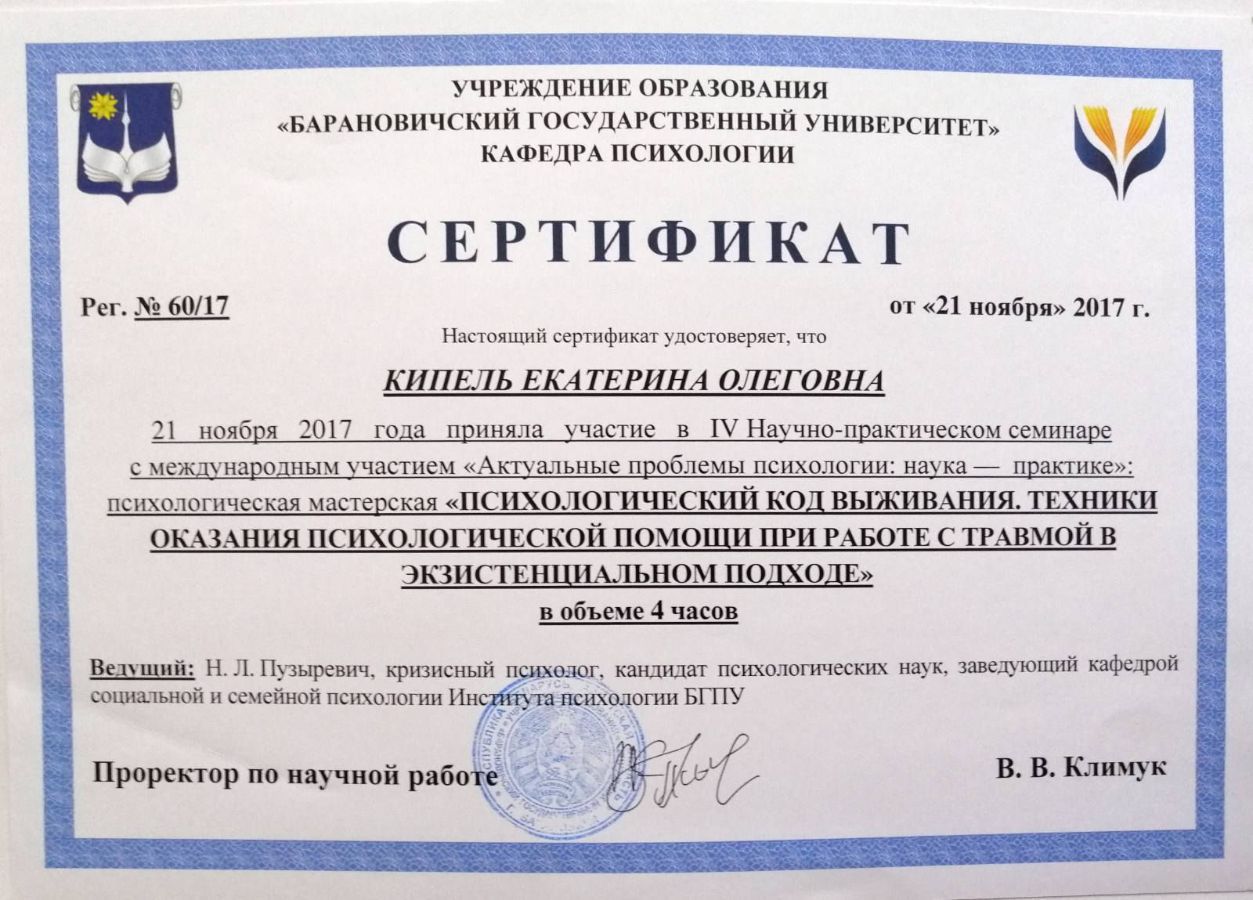 УЧРЕЖДЕНИЕ ОБРАЗОВАНИЯ
«БАРАНОВИЧСКИЙ ГОСУДАРСТВЕННЫЙ УНИВЕРСИТЕТ»
КАФЕДРА ПСИХОЛОГИИ
СЕРТИФИКАТ
Рег. № 60/17 от «21 ноября» 2017 г.
Настоящий сертификат удостоверяет, что
КИПЕЛЬ ЕКАТЕРИНА ОЛЕГОВНА
21 ноября 2017 года приняла участие в IV Научно-практическом семинаре
с международным участием «Актуальные проблемы психологии: наука — практике»:
психологическая мастерская «ПСИХОЛОГИЧЕСКИЙ КОД ВЫЖИВАНИЯ. ТЕХНИКИ
ОКАЗАНИЯ ПСИХОЛОГИЧЕСКОЙ ПОМОЩИ ПРИ РАБОТЕ С ТРАВМОЙ В
ЭКЗИСТЕНЦИАЛЬНОМ ПОДХОДЕ»
в объеме 4 часов
Ведущий: Н. Л. Пузыревич, кризисный психолог, кандидат психологических наук, заведующий кафедрой
социальной и семейной психологии Института психологии БГПУ
Проректор по научной работе В. В. Климук